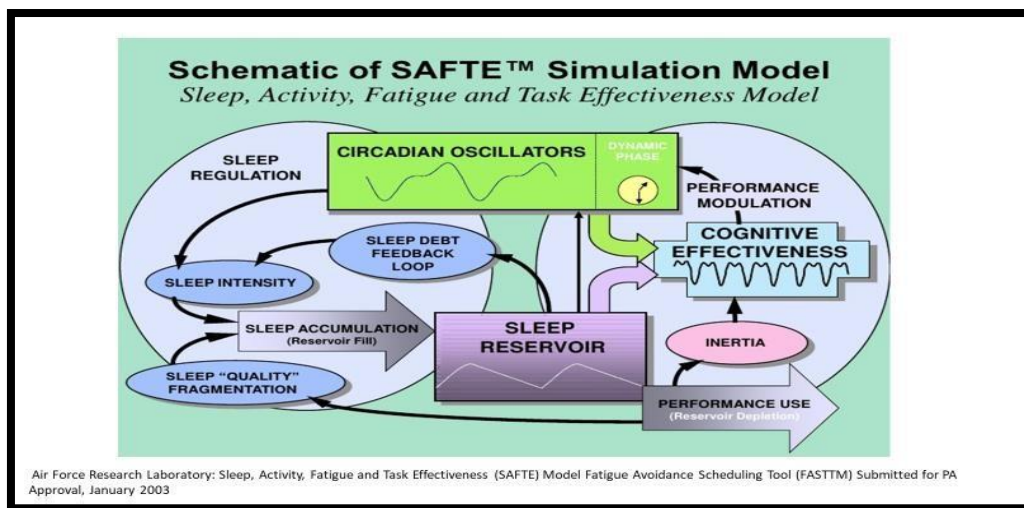 Schematic of SAFTE™ Simulation Model
Sleep, Activity, Fatigue and Task Effectiveness Model
SLEEP
REGULATION
CIRCADIAN OSCILLATORS
DYNAMIC
PHASE
PERFORMANCE
MODULATION
SLEEP DEBT
FEEDBACK
LOOP
COGNITIVE
EFFECTIVENESS
SLEEP INTENSITY
SLEEP ACCUMULATION
(Reservoir Fill)
SLEEP
RESERVOIR
INERTIA
SLEEP "QUALITY"
FRAGMENTATION
PERFORMANCE USE
(Reservoir Depletion)
Air Force Research Laboratory: Sleep, Activity, Fatigue and Task Effectiveness (SAFTE) Model Fatigue Avoidance Scheduling Tool (FASTTM) Submitted for PA
Approval, January 2003